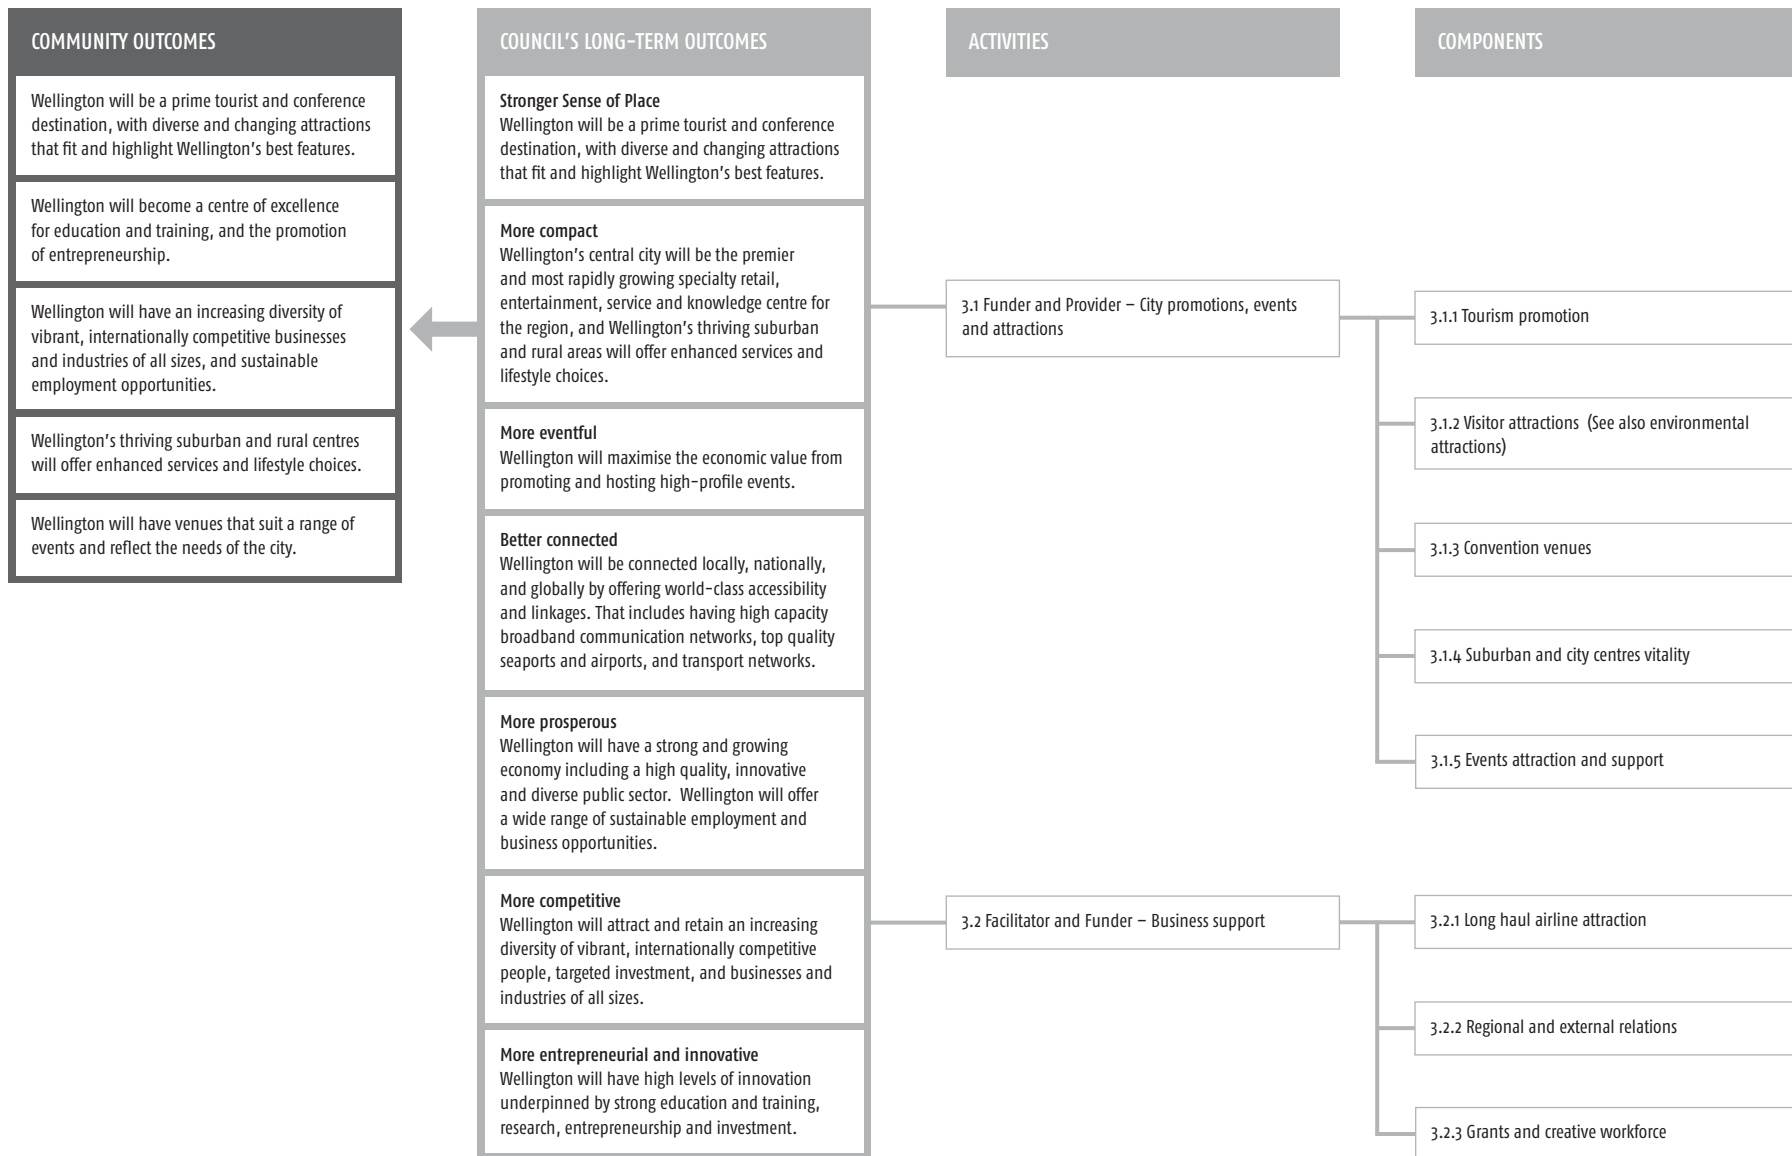 COMMUNITY OUTCOMES
Wellington will be a prime tourist and conference
destination, with diverse and changing attractions
that fit and highlight Wellington's best features.
Wellington will become a centre of excellence
for education and training, and the promotion
of entrepreneurship.
Wellington will have an increasing diversity of
vibrant, internationally competitive businesses
and industries of all sizes, and sustainable
employment opportunities.
Wellington's thriving suburban and rural centres
will offer enhanced services and lifestyle choices.
Wellington will have venues that suit a range of
events and reflect the needs of the city.
COUNCIL'S LONG-TERM OUTCOMES
Stronger Sense of Place
Wellington will be a prime tourist and conference
destination, with diverse and changing attractions
that fit and highlight Wellington's best features.
More compact
Wellington's central city will be the premier
and most rapidly growing specialty retail,
entertainment, service and knowledge centre for
the region, and Wellington's thriving suburban
and rural areas will offer enhanced services and
lifestyle choices.
More eventful
Wellington will maximise the economic value from
promoting and hosting high-profile events.
Better connected
Wellington will be connected locally, nationally,
and globally by offering world-class accessibility
and linkages. That includes having high capacity
broadband communication networks, top quality
seaports and airports, and transport networks.
More prosperous
Wellington will have a strong and growing
economy including a high quality, innovative
and diverse public sector. Wellington will offer
a wide range of sustainable employment and
business opportunities.
More competitive
Wellington will attract and retain an increasing
diversity of vibrant, internationally competitive
people, targeted investment, and businesses and
industries of all sizes.
More entrepreneurial and innovative
Wellington will have high levels of innovation
underpinned by strong education and training,
research, entrepreneurship and investment.
ACTIVITIES
3.1 Funder and Provider – City promotions, events
and attractions
3.2 Facilitator and Funder – Business support
COMPONENTS
3.1.1 Tourism promotion
3.1.2 Visitor attractions (See also environmental
attractions)
3.1.3 Convention venues
3.1.4 Suburban and city centres vitality
3.1.5 Events attraction and support
3.2.1 Long haul airline attraction
3.2.2 Regional and external relations
3.2.3 Grants and creative workforce